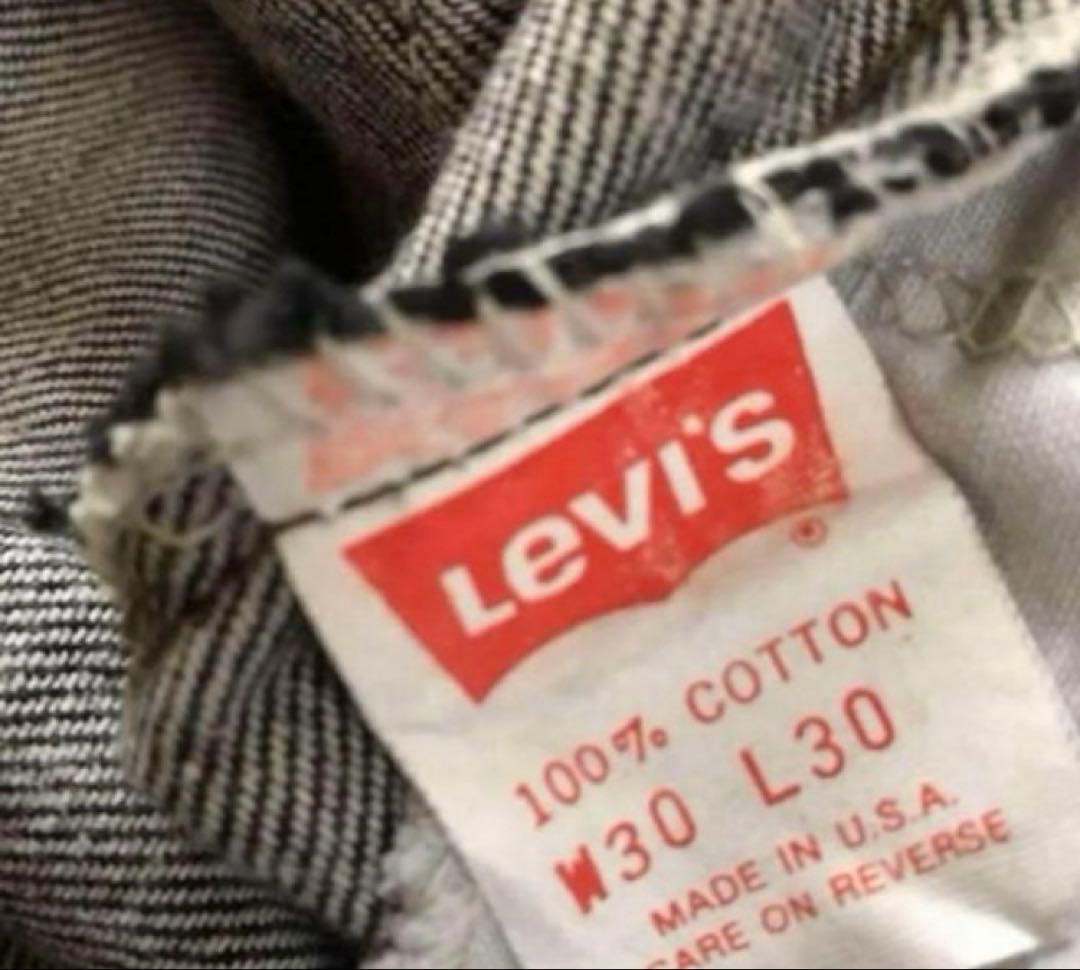 Levi's
®
100% COTTON
W30 L30
MADE IN U.S.A.
CARE ON REVERSE